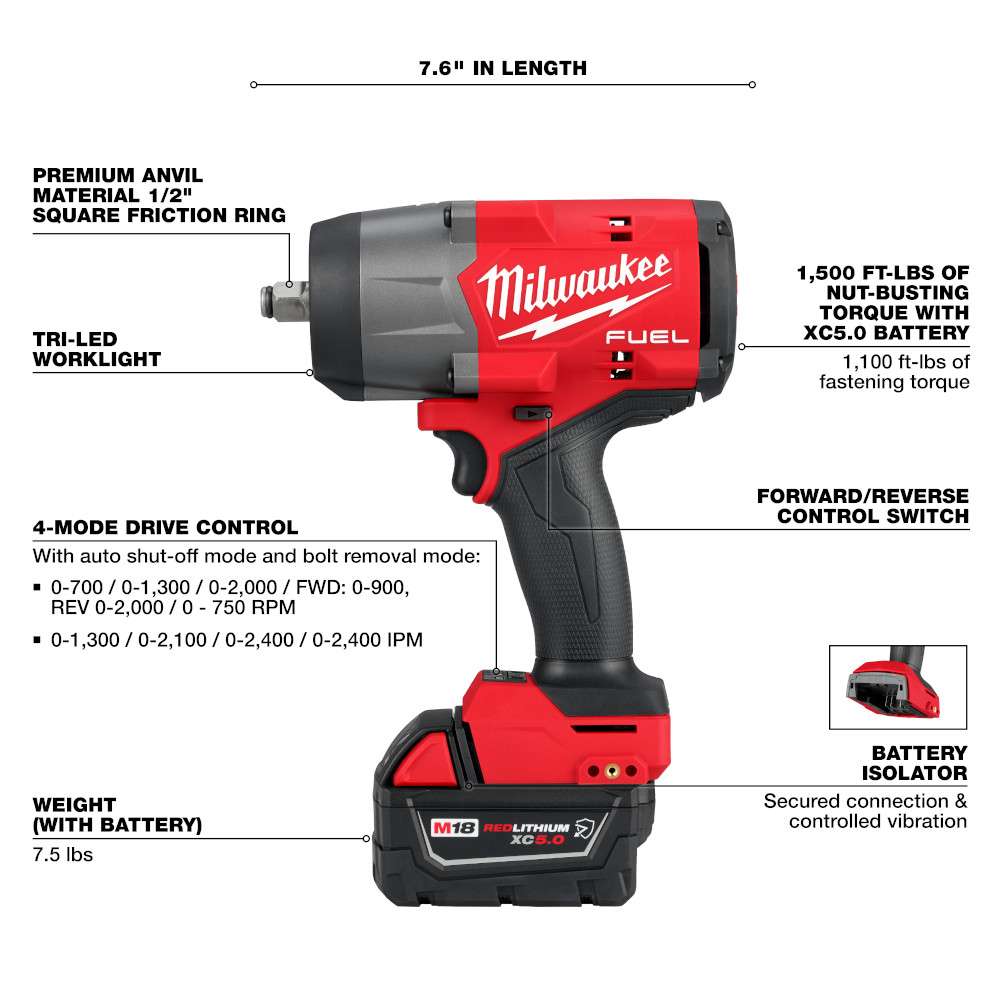 7.6" IN LENGTH
PREMIUM ANVIL
MATERIAL 1/2"
SQUARE FRICTION RING
TRI-LED
WORKLIGHT
Milwaukee
FUEL
1,500 FT-LBS OF
NUT-BUSTING
TORQUE WITH
XC5.0 BATTERY
1,100 ft-lbs of
fastening torque
FORWARD/REVERSE
CONTROL SWITCH
4-MODE DRIVE CONTROL
With auto shut-off mode and bolt removal mode:
▪ 0-700 / 0-1,300 / 0-2,000 / FWD: 0-900,
REV 0-2,000 / 0 - 750 RPM
▪ 0-1,300 / 0-2,100 / 0-2,400 / 0-2,400 IPM
BATTERY
ISOLATOR
Secured connection &
controlled vibration
WEIGHT
(WITH BATTERY)
7.5 lbs
M18 REDLITHIUM
XC5.0